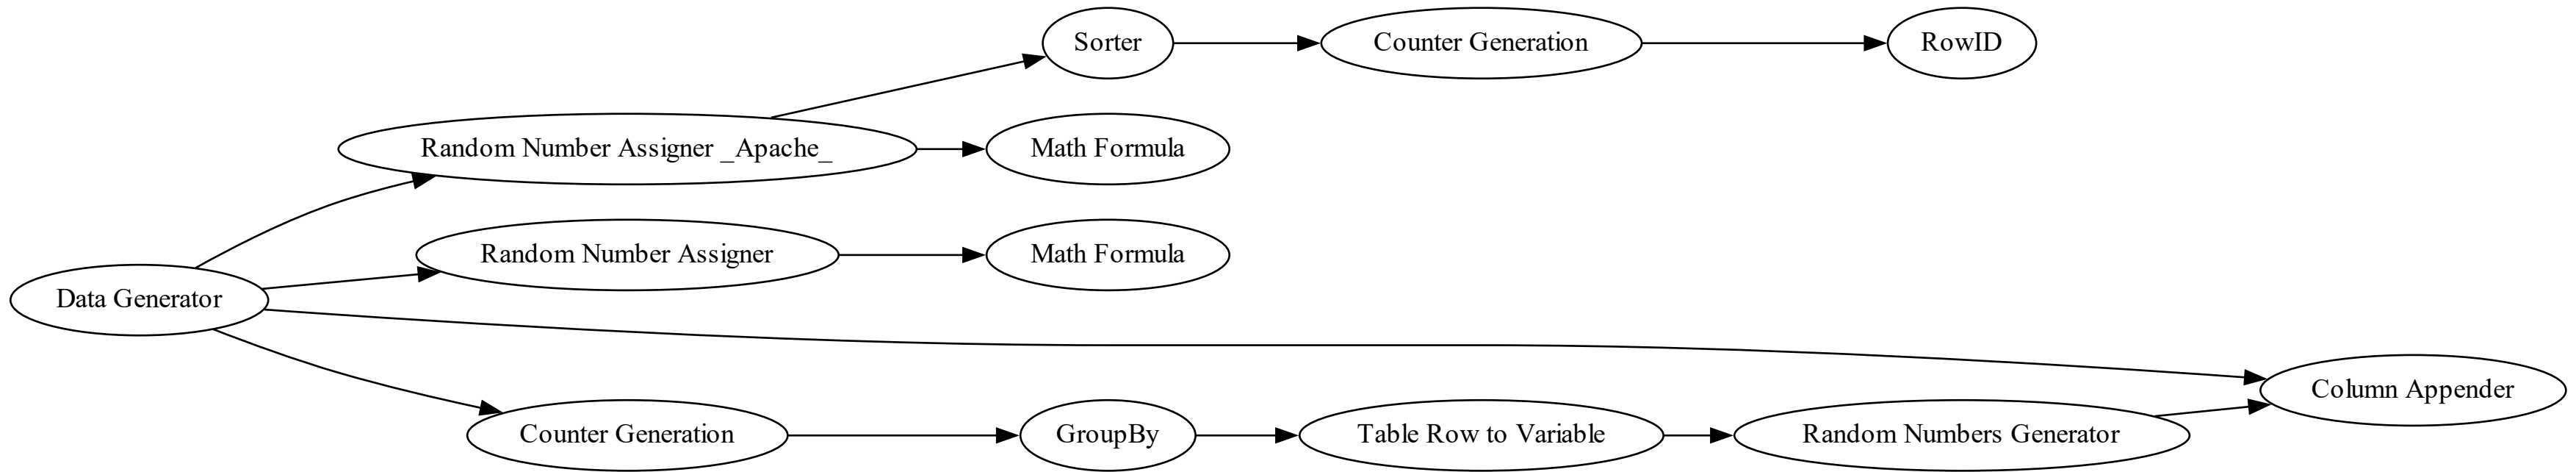 Sorter
Counter Generation
RowID
Random Number Assigner _Apache_
Math Formula
Random Number Assigner
Math Formula
Data Generator
Column Appender
Counter Generation
GroupBy
Table Row to Variable
Random Numbers Generator